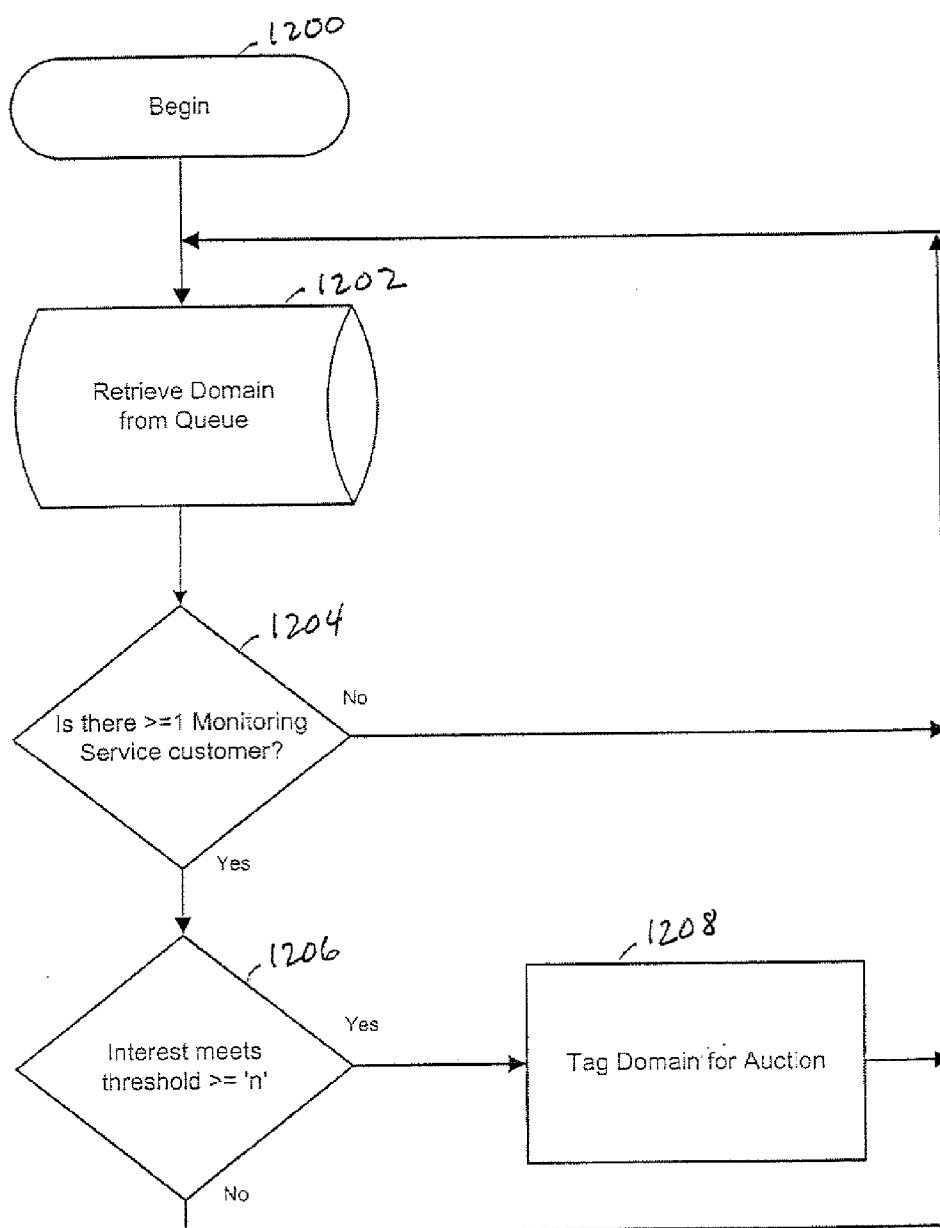 1200
Begin
1202
Retrieve Domain
from Queue
1204
No
Is there >=1 Monitoring
Service customer?
Yes
1206
1208
Yes
Interest meets
threshold >= 'n'
Tag Domain for Auction
No